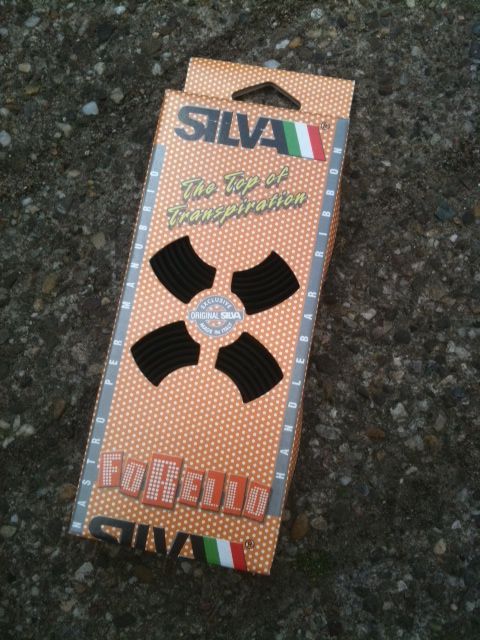 SILVA®
The Top of
Transpiration
NASTRO PER MANUBRIO
HANDLEBAR RIBBON
EXCLUSIVE
ORIGINAL SILVA
MADE IN ITALY
FORELLO
SILVA®